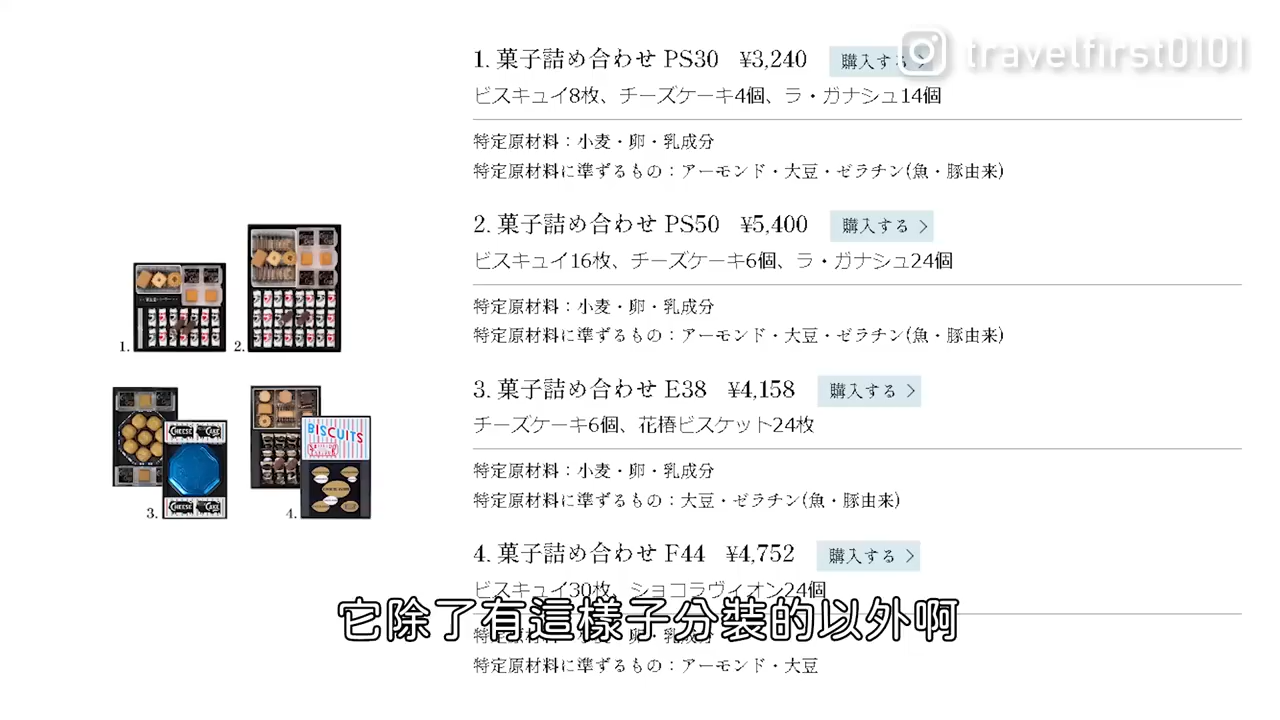 travelfirst0101
1. 菓子詰め合わせ PS30 ¥3,240 購入する >
ビスキュイ8枚、チーズケーキ4個、ラ・ガナシュ14個
特定原材料：小麦・卵・乳成分
特定原材料に準ずるもの：アーモンド・大豆・ゼラチン(魚・豚由来)
2. 菓子詰め合わせ PS50 ¥5,400 購入する >
ビスキュイ16枚、チーズケーキ6個、ラ・ガナシュ24個
特定原材料：小麦・卵・乳成分
特定原材料に準ずるもの：アーモンド・大豆・ゼラチン(魚・豚由来)
1.
2.
3. 菓子詰め合わせ E38 ¥4,158 購入する >
チーズケーキ6個、花椿ビスケット24枚
特定原材料：小麦・卵・乳成分
特定原材料に準ずるもの：大豆・ゼラチン(魚・豚由来)
BISCUITS
CHEESE CAKE
CHEESE CAKE
3.
4.
4. 菓子詰め合わせ F44 ¥4,752 購入する >
ビスキュイ30枚、ショコラヴィオン24個
它除了有這樣子分裝的以外啊
特定原材料：小麦・卵・乳成分
特定原材料に準ずるもの：アーモンド・大豆